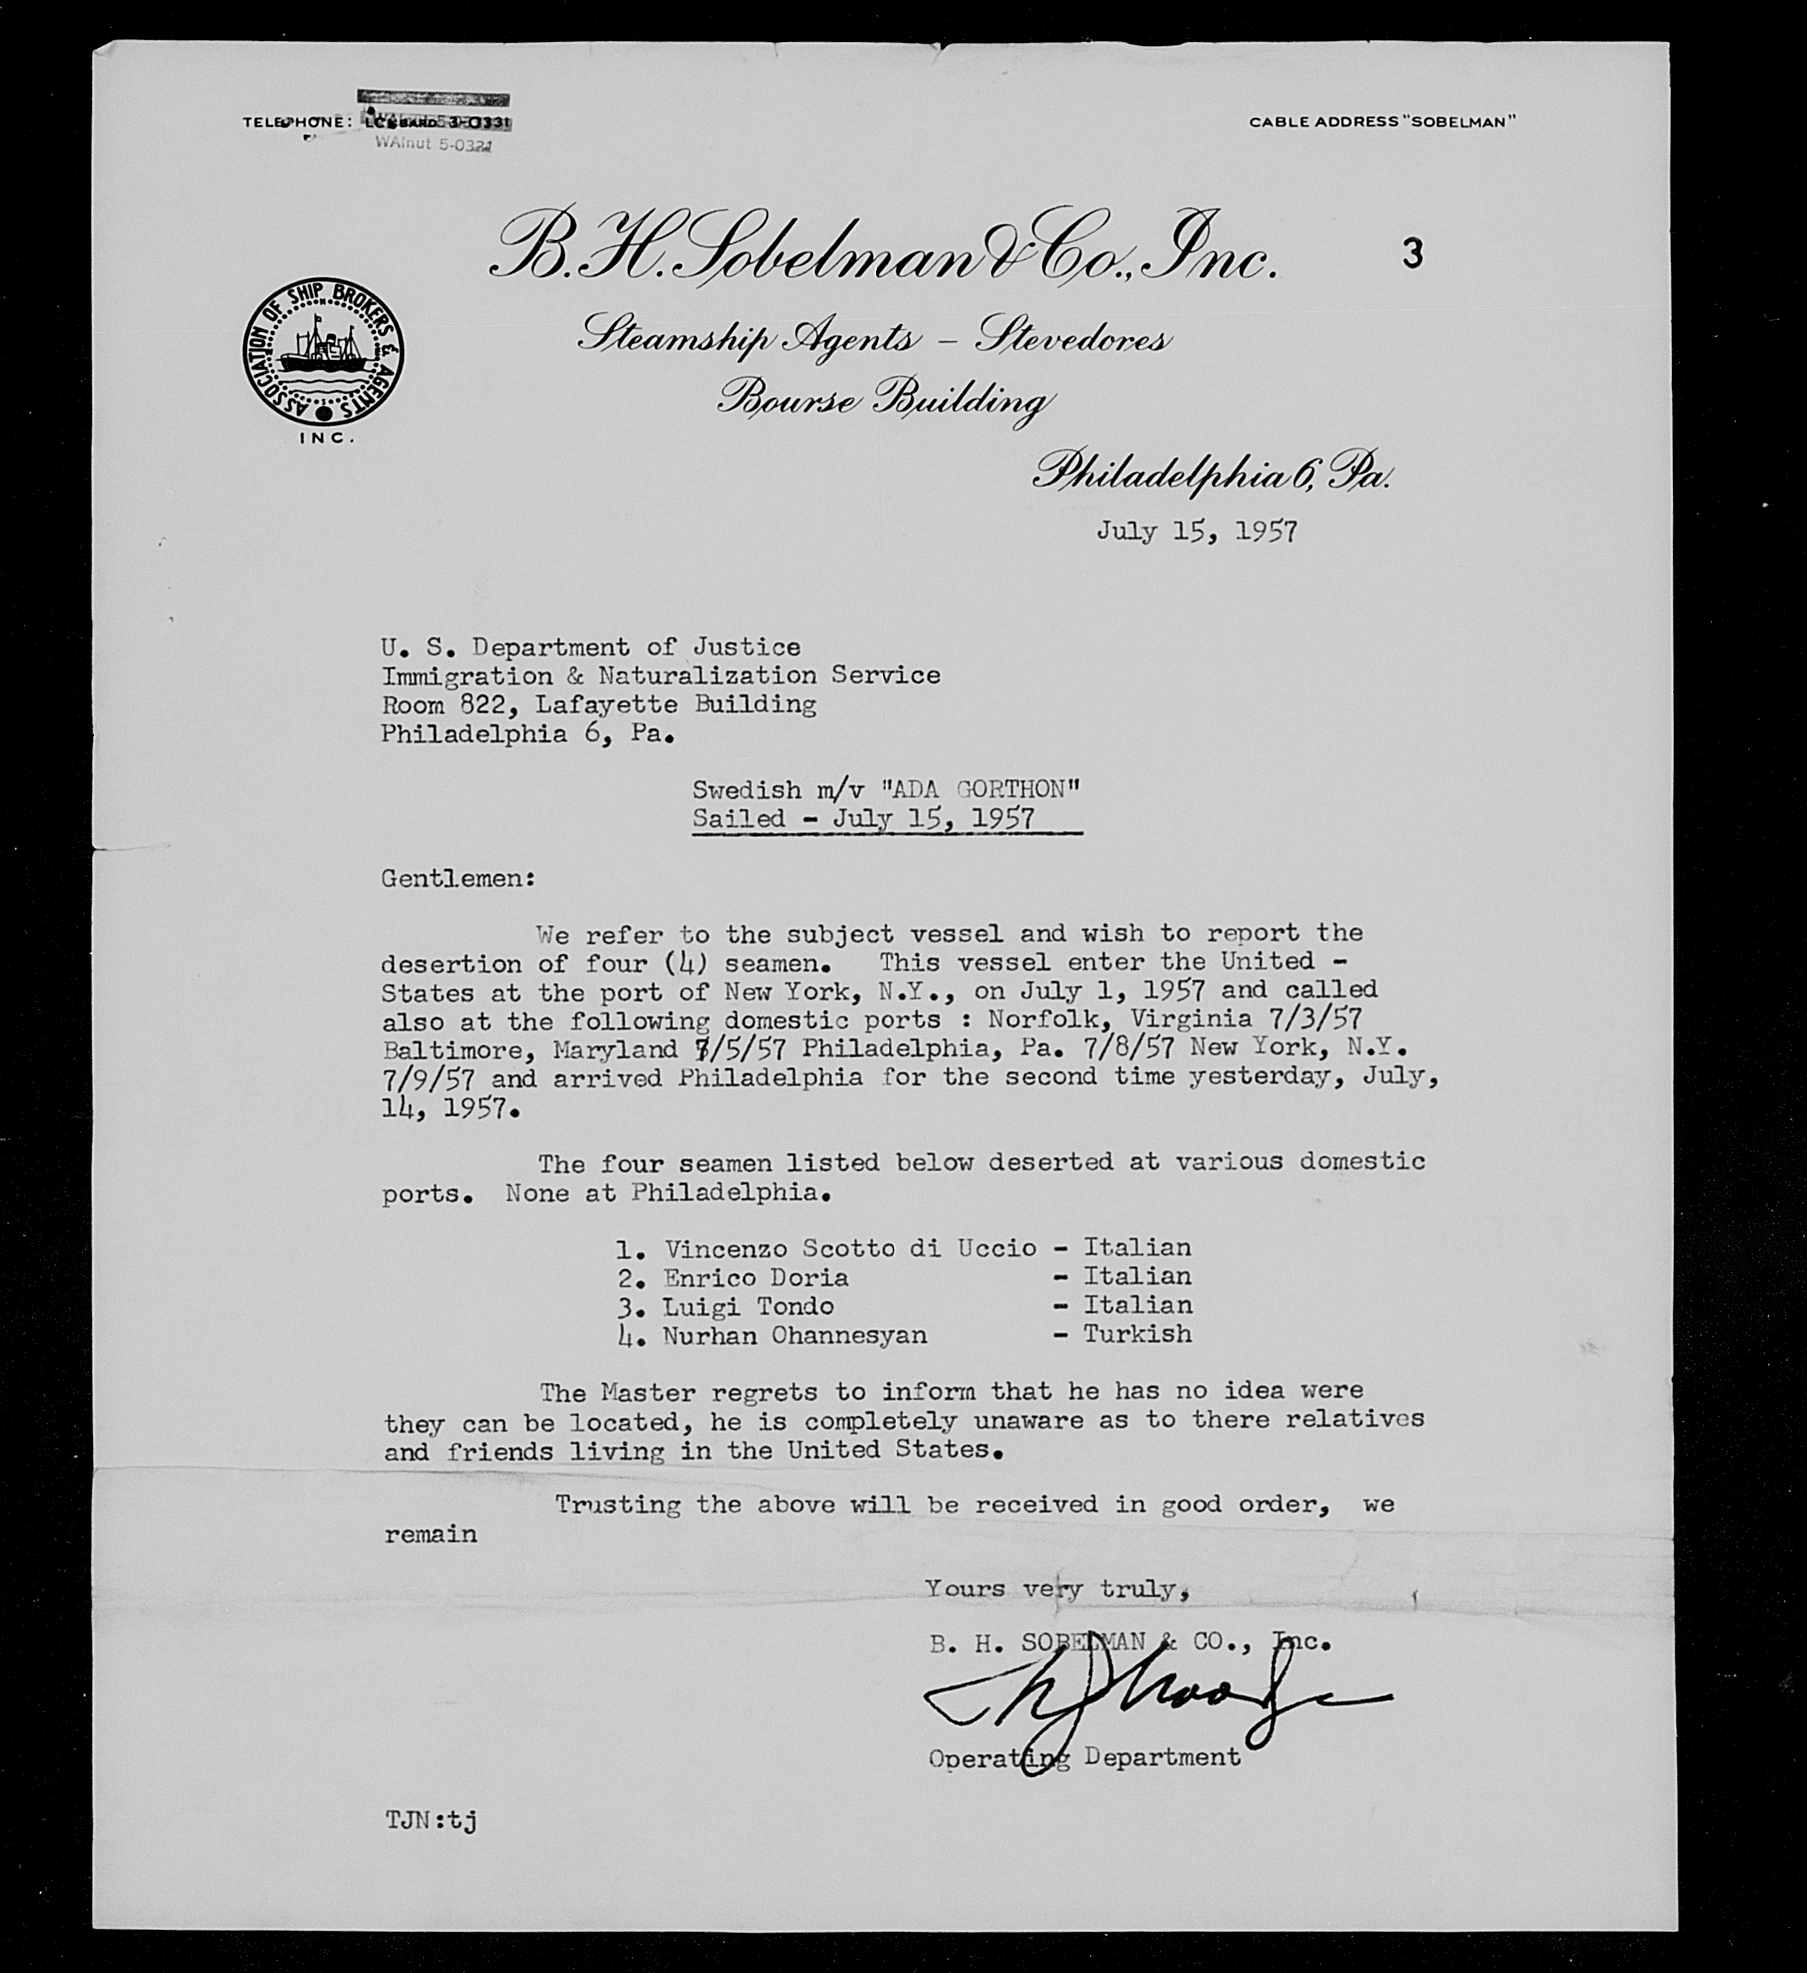 TELEPHONE: LOMBARD 3-0331
WAlnut 5-0321
CABLE ADDRESS "SOBELMAN"
B. H. Sobelman & Co., Inc.
3
ASSOCIATION OF SHIP BROKERS & AGENTS
INC.
Steamship Agents – Stevedores
Bourse Building
Philadelphia 6, Pa.
July 15, 1957
U. S. Department of Justice
Immigration & Naturalization Service
Room 822, Lafayette Building
Philadelphia 6, Pa.
Swedish m/v "ADA GORTHON"
Sailed - July 15, 1957
Gentlemen:
We refer to the subject vessel and wish to report the
desertion of four (4) seamen. This vessel enter the United -
States at the port of New York, N.Y., on July 1, 1957 and called
also at the following domestic ports : Norfolk, Virginia 7/3/57
Baltimore, Maryland 7/5/57 Philadelphia, Pa. 7/8/57 New York, N.Y.
7/9/57 and arrived Philadelphia for the second time yesterday, July,
14, 1957.
The four seamen listed below deserted at various domestic
ports. None at Philadelphia.
1. Vincenzo Scotto di Uccio - Italian
2. Enrico Doria - Italian
3. Luigi Tondo - Italian
4. Nurhan Ohannesyan - Turkish
The Master regrets to inform that he has no idea were
they can be located, he is completely unaware as to there relatives
and friends living in the United States.
Trusting the above will be received in good order, we
remain
Yours very truly,
B. H. SOBELMAN & CO., Inc.
Operating Department
TJN:tj